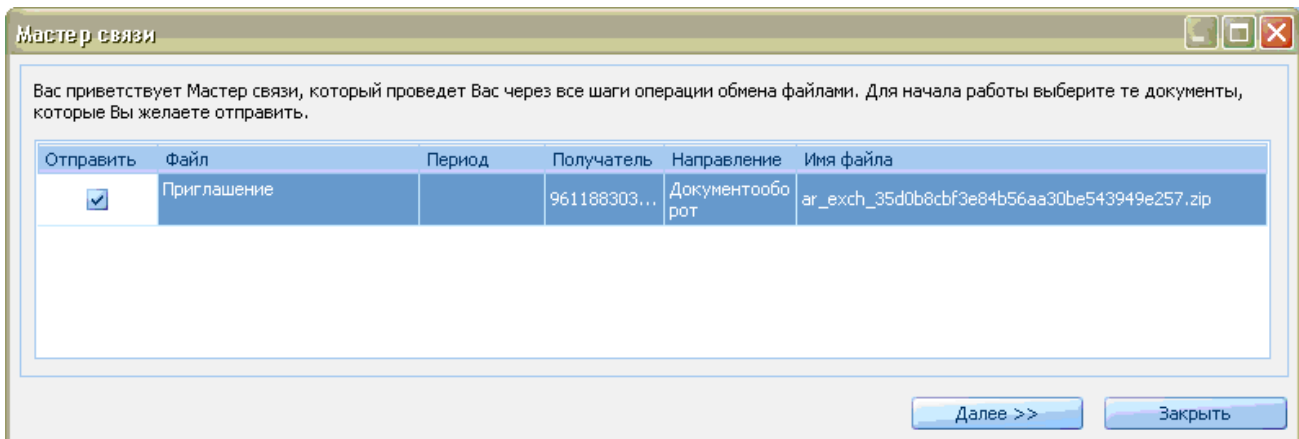 Мастер связи
Вас приветствует Мастер связи, который проведет Вас через все шаги операции обмена файлами. Для начала работы выберите те документы,
которые Вы желаете отправить.
Отправить Файл Период Получатель Направление Имя файла
Приглашение 961188303... Документообо ar_exch_35d0b8cbf3e84b56aa30be543949e257.zip
рот
Далее >> Закрыть